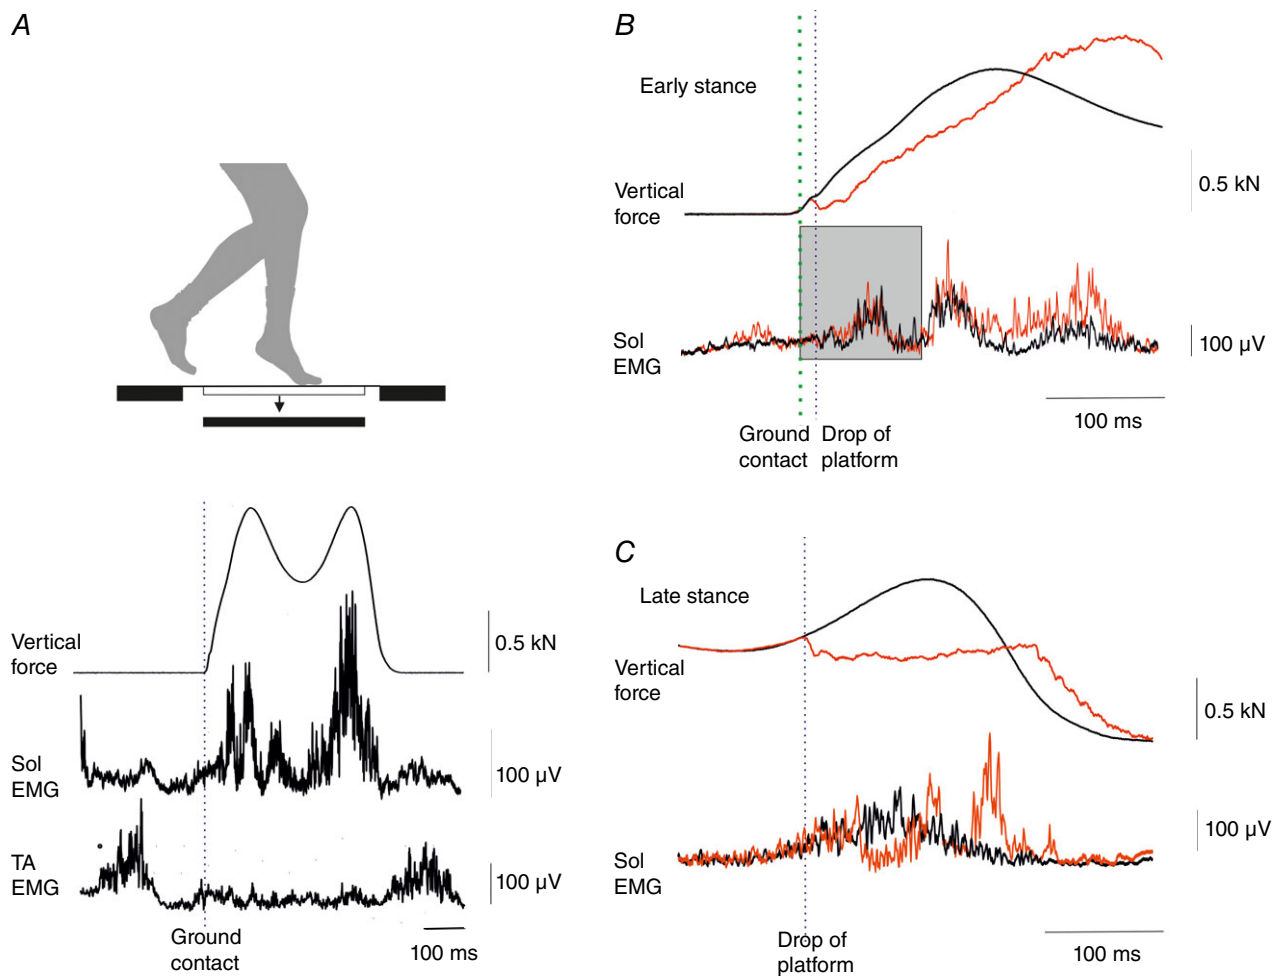 A
Vertical
force
0.5 kN
Sol
EMG
100 µV
TA
EMG
100 µV
Ground
contact
100 ms
B
Early stance
Vertical
force
0.5 kN
Sol
EMG
100 µV
100 ms
Ground
contact
Drop of
platform
C
Late stance
Vertical
force
0.5 kN
Sol
EMG
100 µV
Drop of
platform
100 ms